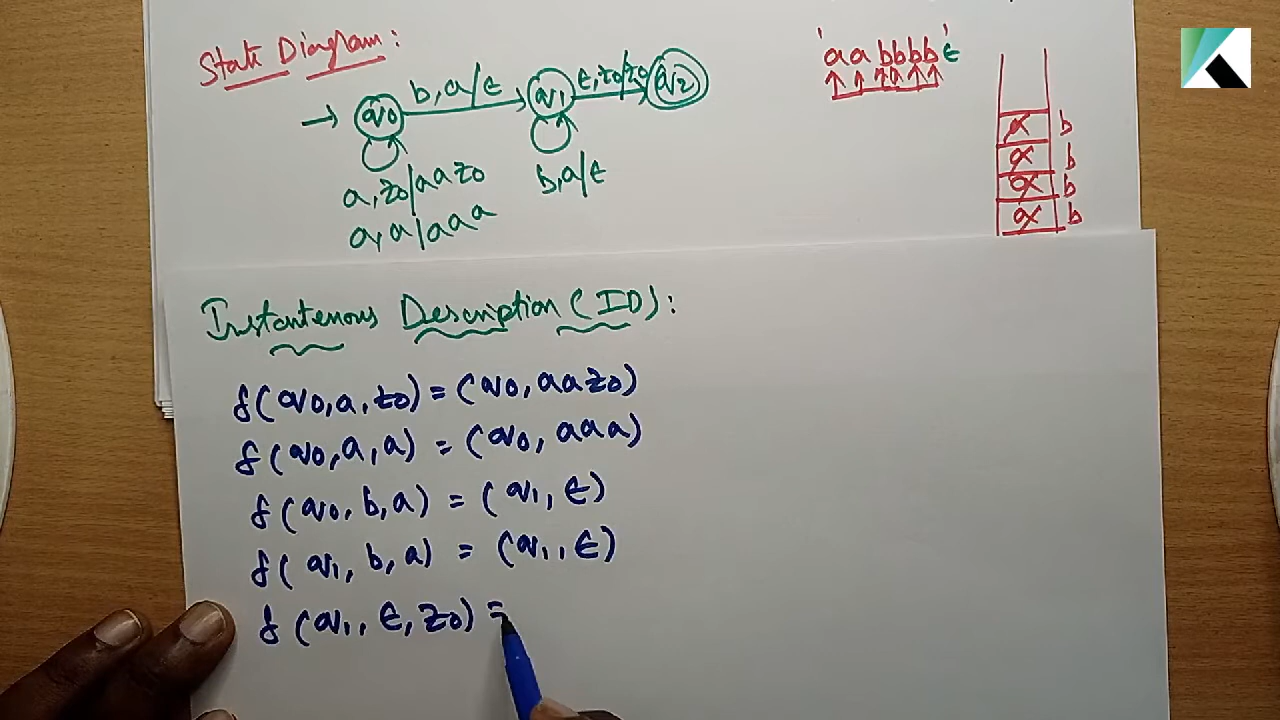 State Diagram:
→ q0 b, a/ε q1 ε, z0/z0 q2
a, z0/aaz0
a, a/aaa
b, a/ε
'aabbbb'ε
a b
a b
a b
a b
Instantenous Description (ID):
δ(q0, a, z0) = (q0, aaz0)
δ(q0, a, a) = (q0, aaa)
δ(q0, b, a) = (q1, ε)
δ(q1, b, a) = (q1, ε)
δ(q1, ε, z0) =